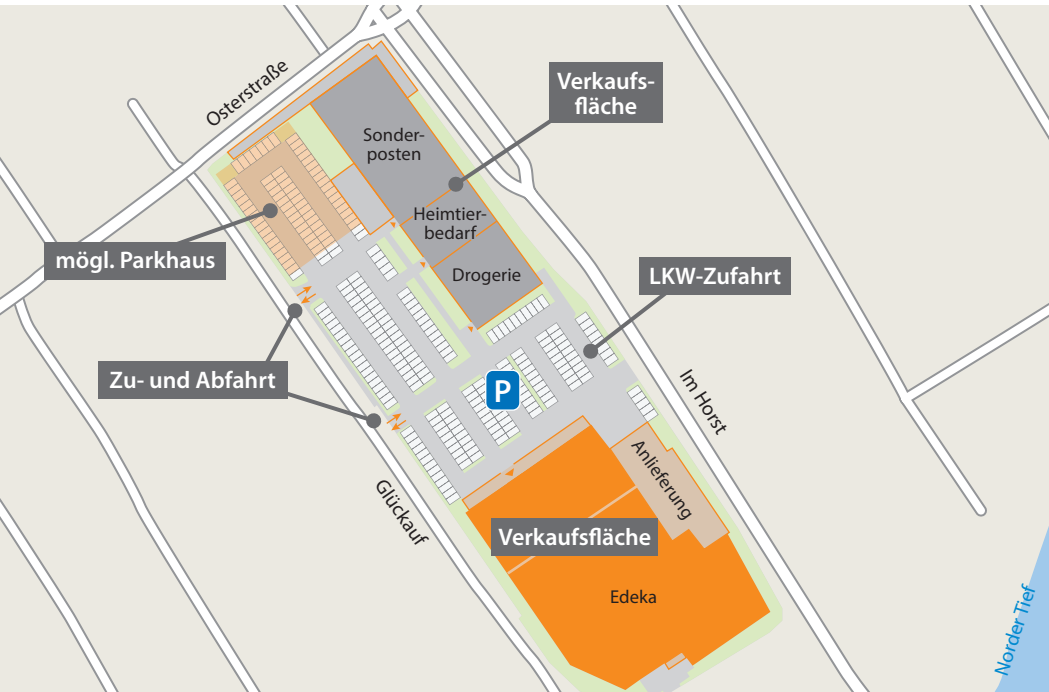 Osterstraße
Verkaufs-
fläche
Sonder-
posten
Heimtier-
bedarf
mögl. Parkhaus
Drogerie
LKW-Zufahrt
Zu- und Abfahrt
P
Im Horst
Anlieferung
Glückauf
Verkaufsfläche
Edeka
Norder Tief